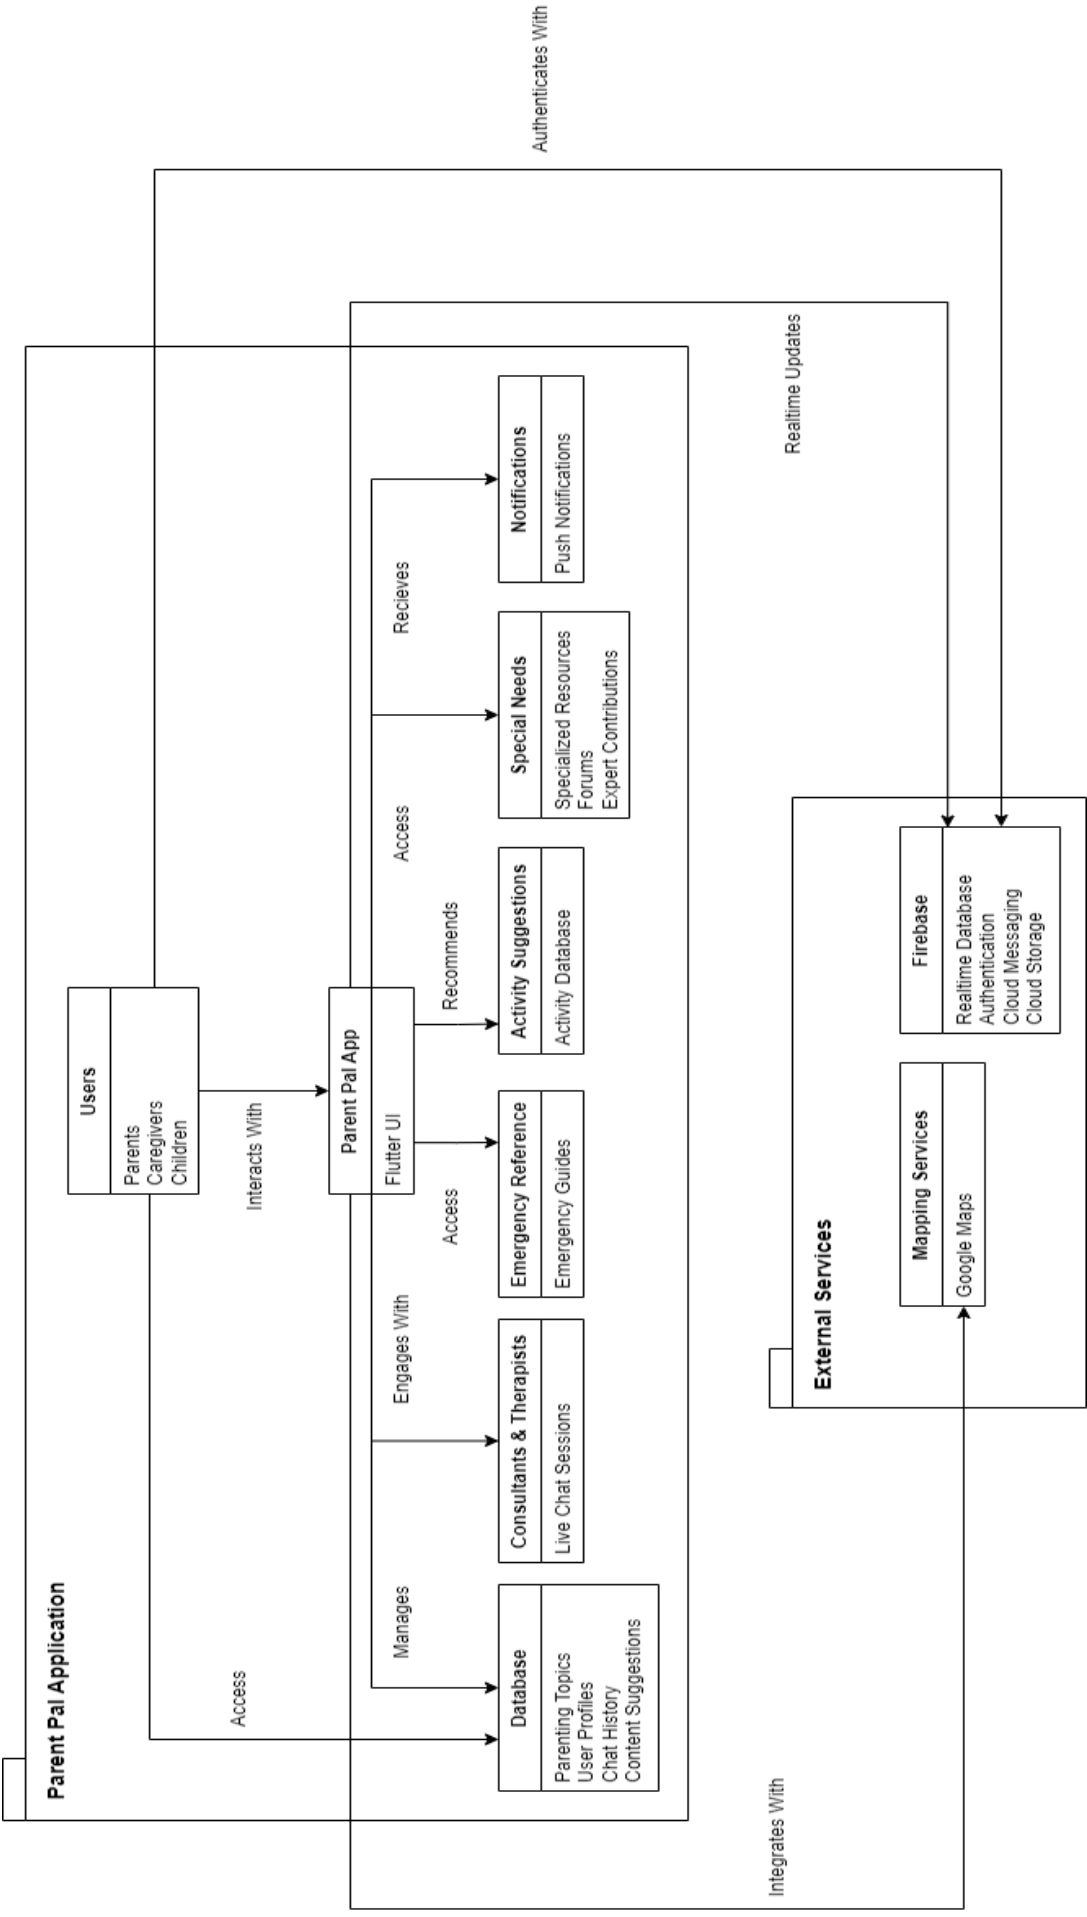 Authenticates With
Parent Pal Application
Users
Parents
Caregivers
Children
Access
Interacts With
Parent Pal App
Flutter UI
Realtime Updates
Manages
Engages With
Access
Recommends
Access
Recieves
Database
Parenting Topics
User Profiles
Chat History
Content Suggestions
Consultants & Therapists
Live Chat Sessions
Emergency Reference
Emergency Guides
Activity Suggestions
Activity Database
Special Needs
Specialized Resources
Forums
Expert Contributions
Notifications
Push Notifications
Integrates With
External Services
Mapping Services
Google Maps
Firebase
Realtime Database
Authentication
Cloud Messaging
Cloud Storage